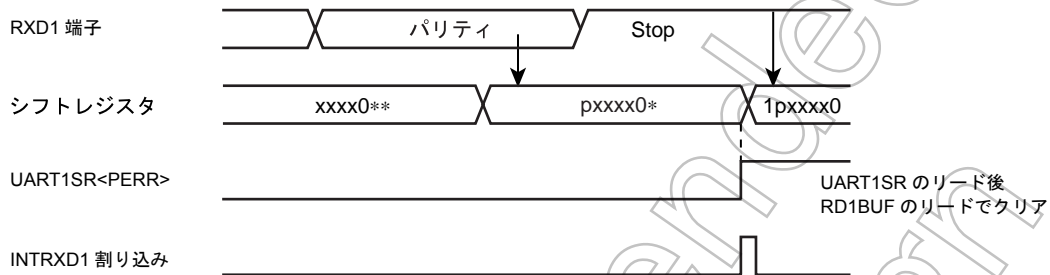 RXD1 端子
パリティ
Stop
シフトレジスタ
xxxx0**
pxxxx0*
1pxxxx0
UART1SR<PERR>
UART1SR のリード後
RD1BUF のリードでクリア
INTRXD1 割り込み